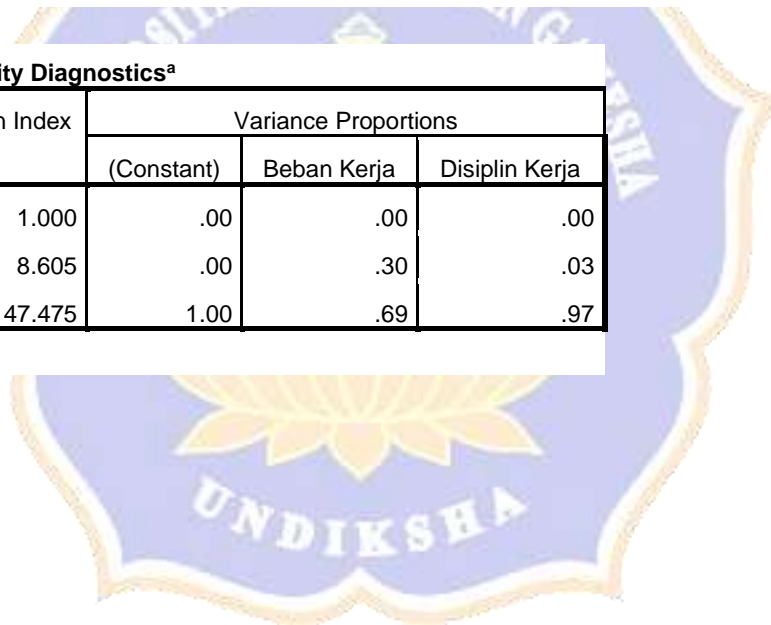 ity Diagnosticsᵃ
n Index Variance Proportions
(Constant) Beban Kerja Disiplin Kerja
1.000 .00 .00 .00
8.605 .00 .30 .03
47.475 1.00 .69 .97
UNDIKSHA